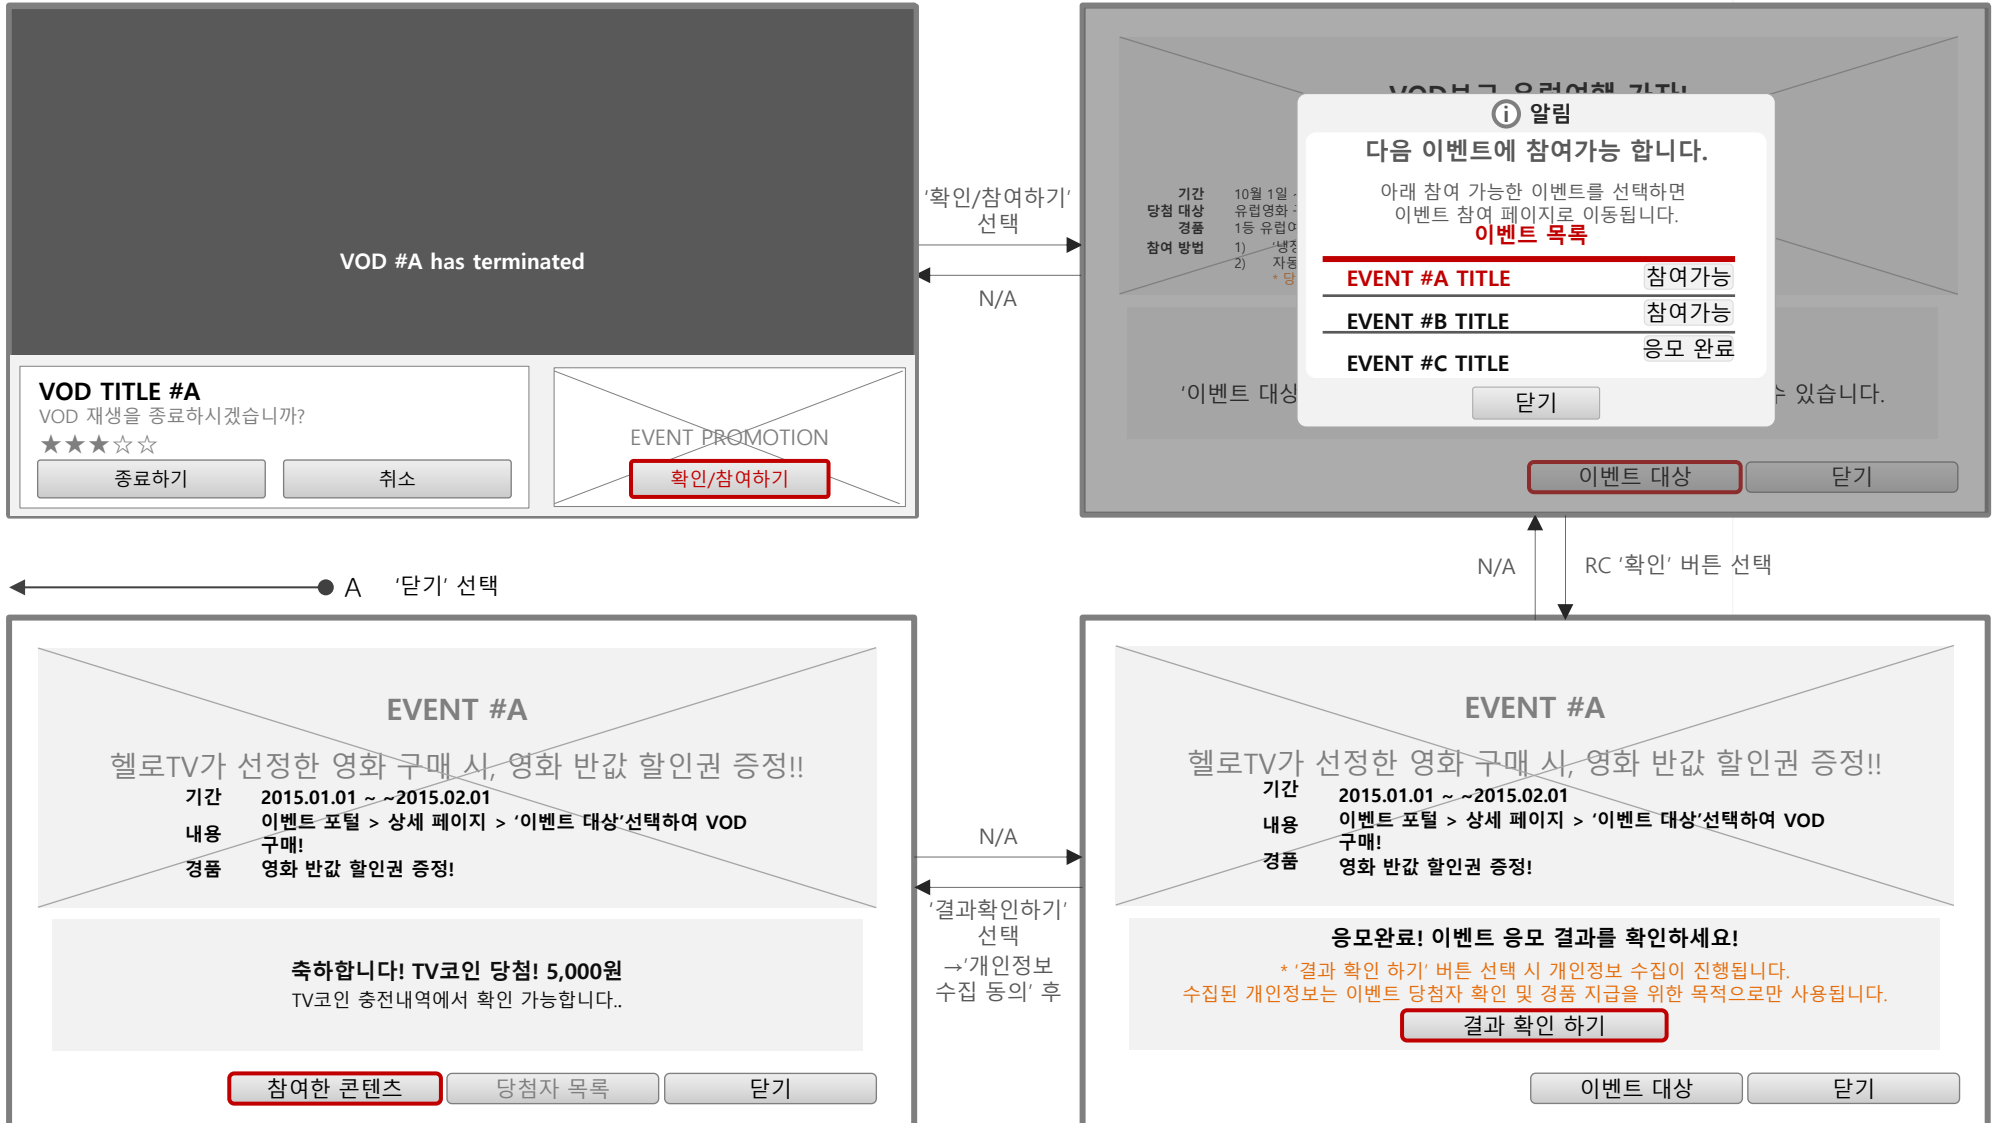 VOD #A has terminated
VOD TITLE #A
VOD 재생을 종료하시겠습니까?
★★★☆☆
종료하기
취소
EVENT PROMOTION
확인/참여하기
'확인/참여하기'
선택
N/A
기간 10월 1일
당첨 대상 유럽영화
경품 1등
참여 방법 1)
2) 자동
알림
다음 이벤트에 참여가능 합니다.
아래 참여 가능한 이벤트를 선택하면
이벤트 참여 페이지로 이동됩니다.
이벤트 목록
EVENT #A TITLE 참여가능
EVENT #B TITLE 참여가능
EVENT #C TITLE 응모 완료
닫기
'이벤트 대상
있습니다.
이벤트 대상
닫기
N/A
RC '확인' 버튼 선택
A '닫기' 선택
EVENT #A
헬로TV가 선정한 영화 구매 시, 영화 반값 할인권 증정!!
기간 2015.01.01 ~ ~2015.02.01
내용 이벤트 포털 > 상세 페이지 > '이벤트 대상'선택하여 VOD
구매!
경품 영화 반값 할인권 증정!
축하합니다! TV코인 당첨! 5,000원
TV코인 충전내역에서 확인 가능합니다..
참여한 콘텐츠
당첨자 목록
닫기
N/A
'결과확인하기'
선택
→'개인정보
수집 동의' 후
EVENT #A
헬로TV가 선정한 영화 구매 시, 영화 반값 할인권 증정!!
기간 2015.01.01 ~ ~2015.02.01
내용 이벤트 포털 > 상세 페이지 > '이벤트 대상'선택하여 VOD
구매!
경품 영화 반값 할인권 증정!
응모완료! 이벤트 응모 결과를 확인하세요!
* '결과 확인 하기' 버튼 선택 시 개인정보 수집이 진행됩니다.
수집된 개인정보는 이벤트 당첨자 확인 및 경품 지급을 위한 목적으로만 사용됩니다.
결과 확인 하기
이벤트 대상
닫기